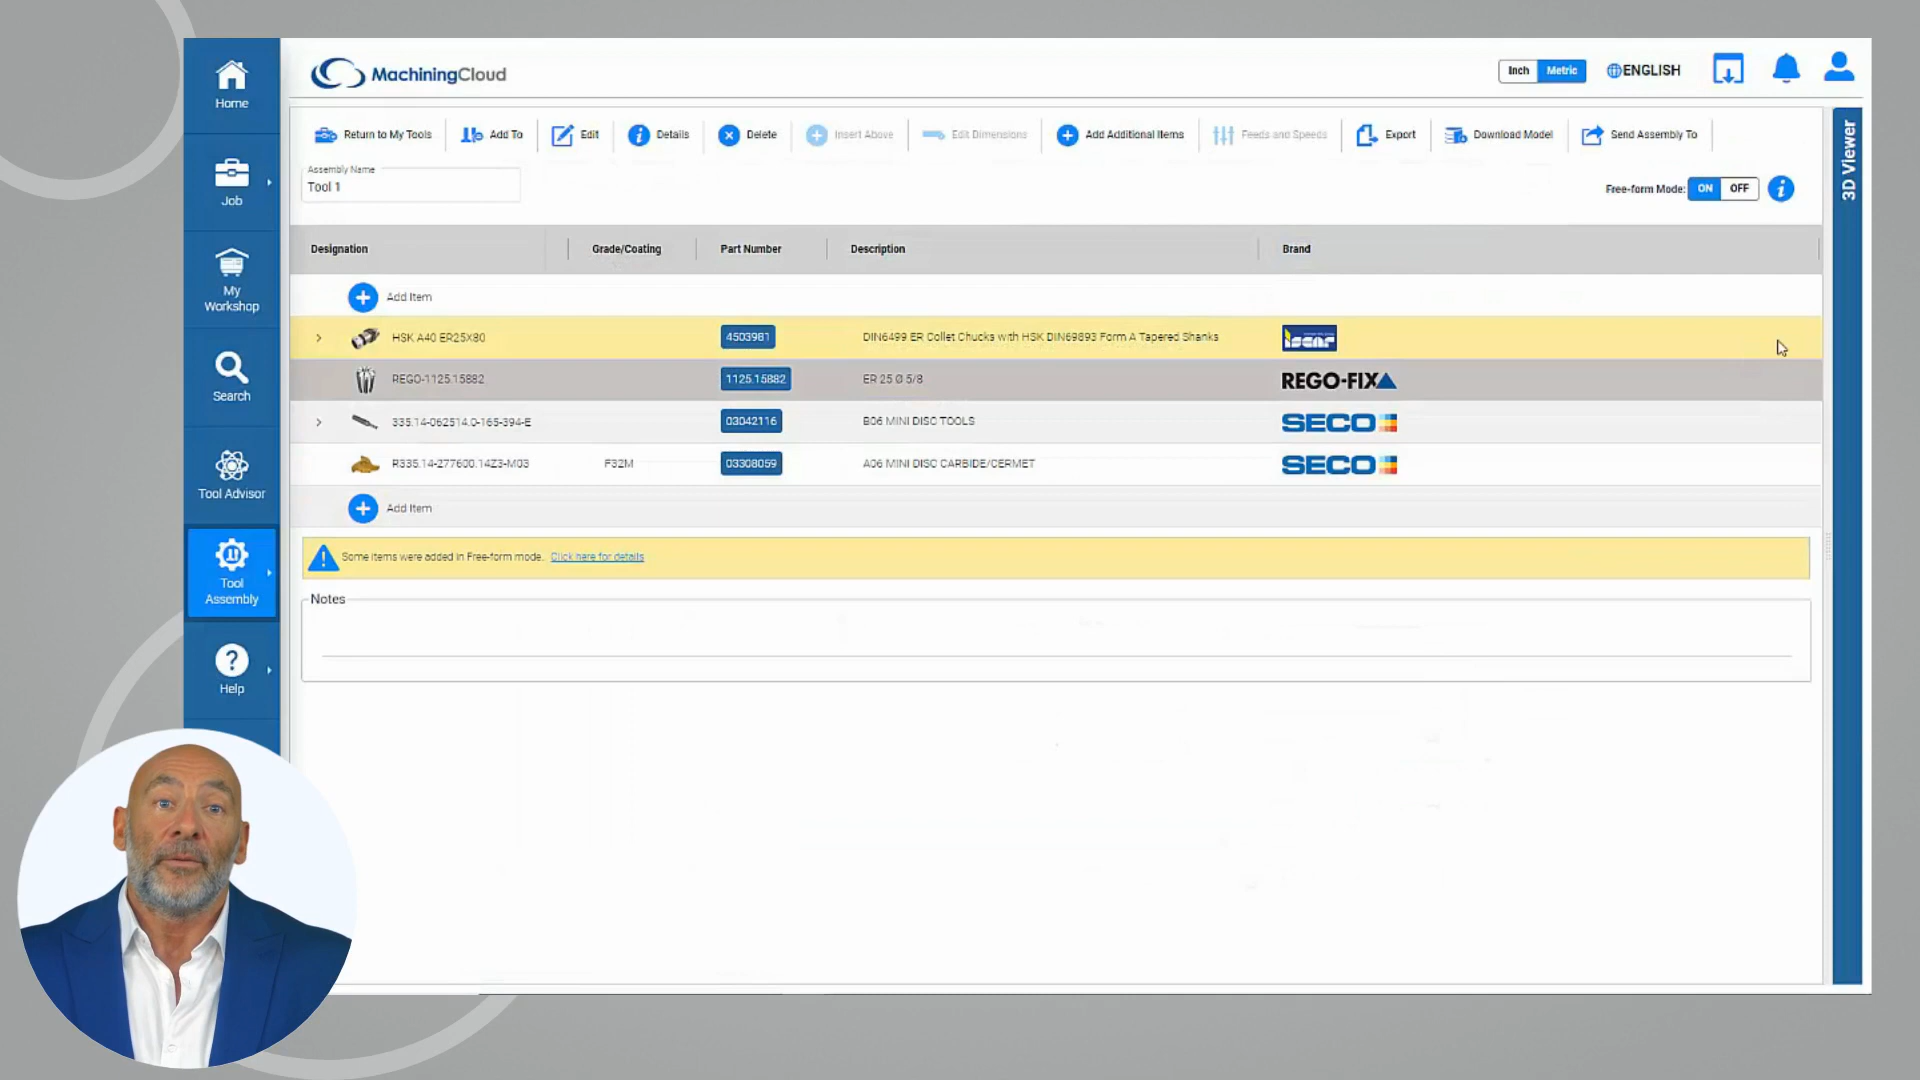 MachiningCloud
Inch Metric ENGLISH
Home
Job
My Workshop
Search
Tool Advisor
Tool Assembly
Help
Return to My Tools Add To Edit Details Delete Insert Above Edit Dimensions Add Additional Items Feeds and Speeds Export Download Model Send Assembly To
3D Viewer
Assembly Name
Tool 1
Free-form Mode: ON OFF
Designation Grade/Coating Part Number Description Brand
Add Item
HSK A40 ER25X80 4503981 DIN6499 ER Collet Chucks with HSK DIN69893 Form A Tapered Shanks iscar
REGO-1125.15882 1125.15882 ER 25 Ø 5/8 REGO-FIX
335.14-062514.0-165-394-E 03042116 B06 MINI DISC TOOLS SECO
R335.14-277600.14Z3-M03 F32M 03308059 A06 MINI DISC CARBIDE/CERMET SECO
Add Item
Some items were added in Free-form mode. Click here for details
Notes